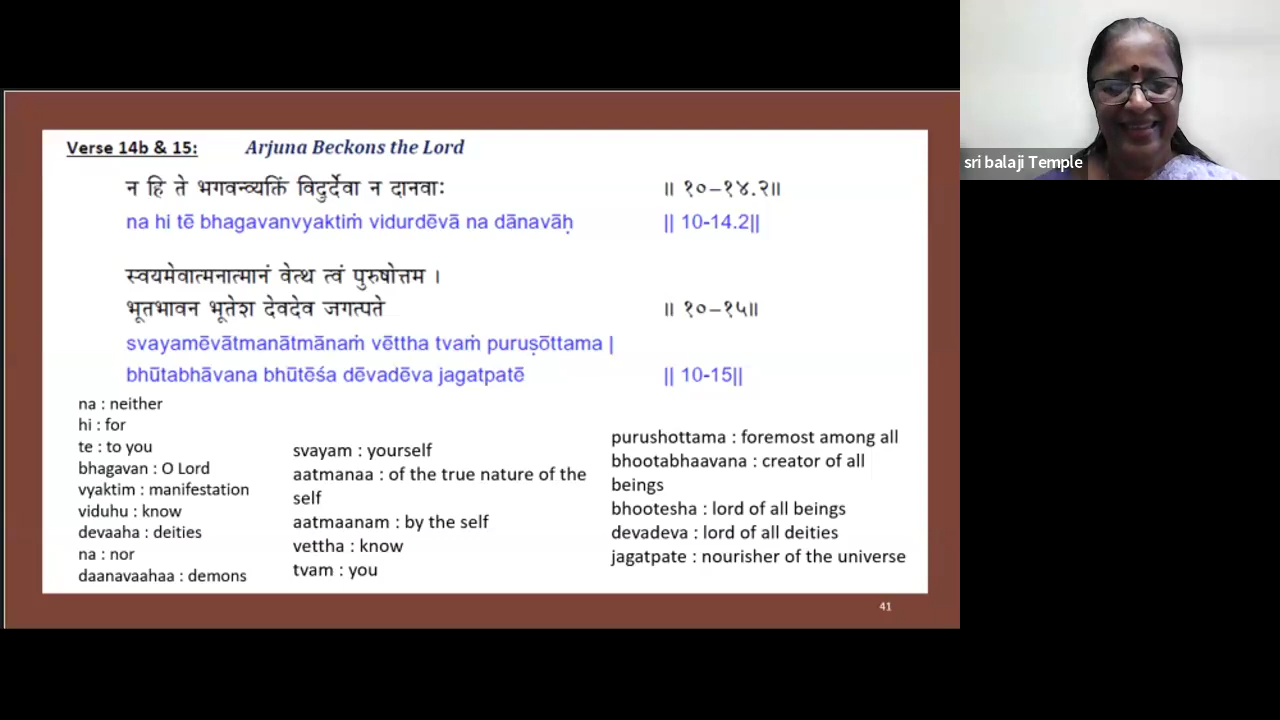 Verse 14b & 15: Arjuna Beckons the Lord
न हि ते भगवन्व्यक्तिं विदुर्देवा न दानवाः ॥ १०–१४.२॥
na hi tē bhagavanvyaktiṁ vidurdēvā na dānavāḥ || 10-14.2||
स्वयमेवात्मनात्मानं वेत्थ त्वं पुरुषोत्तम ।
भूतभावन भूतेश देवदेव जगत्पते ॥ १०–१५॥
svayamēvātmanātmānaṁ vēttha tvaṁ puruṣōttama |
bhūtabhāvana bhūtēśa dēvadēva jagatpatē || 10-15||
na : neither
hi : for
te : to you
bhagavan : O Lord
vyaktim : manifestation
viduhu : know
devaaha : deities
na : nor
daanavaahaa : demons
svayam : yourself
aatmanaa : of the true nature of the
self
aatmaanam : by the self
vettha : know
tvam : you
purushottama : foremost among all
bhootabhaavana : creator of all
beings
bhootesha : lord of all beings
devadeva : lord of all deities
jagatpate : nourisher of the universe
41
sri balaji Temple